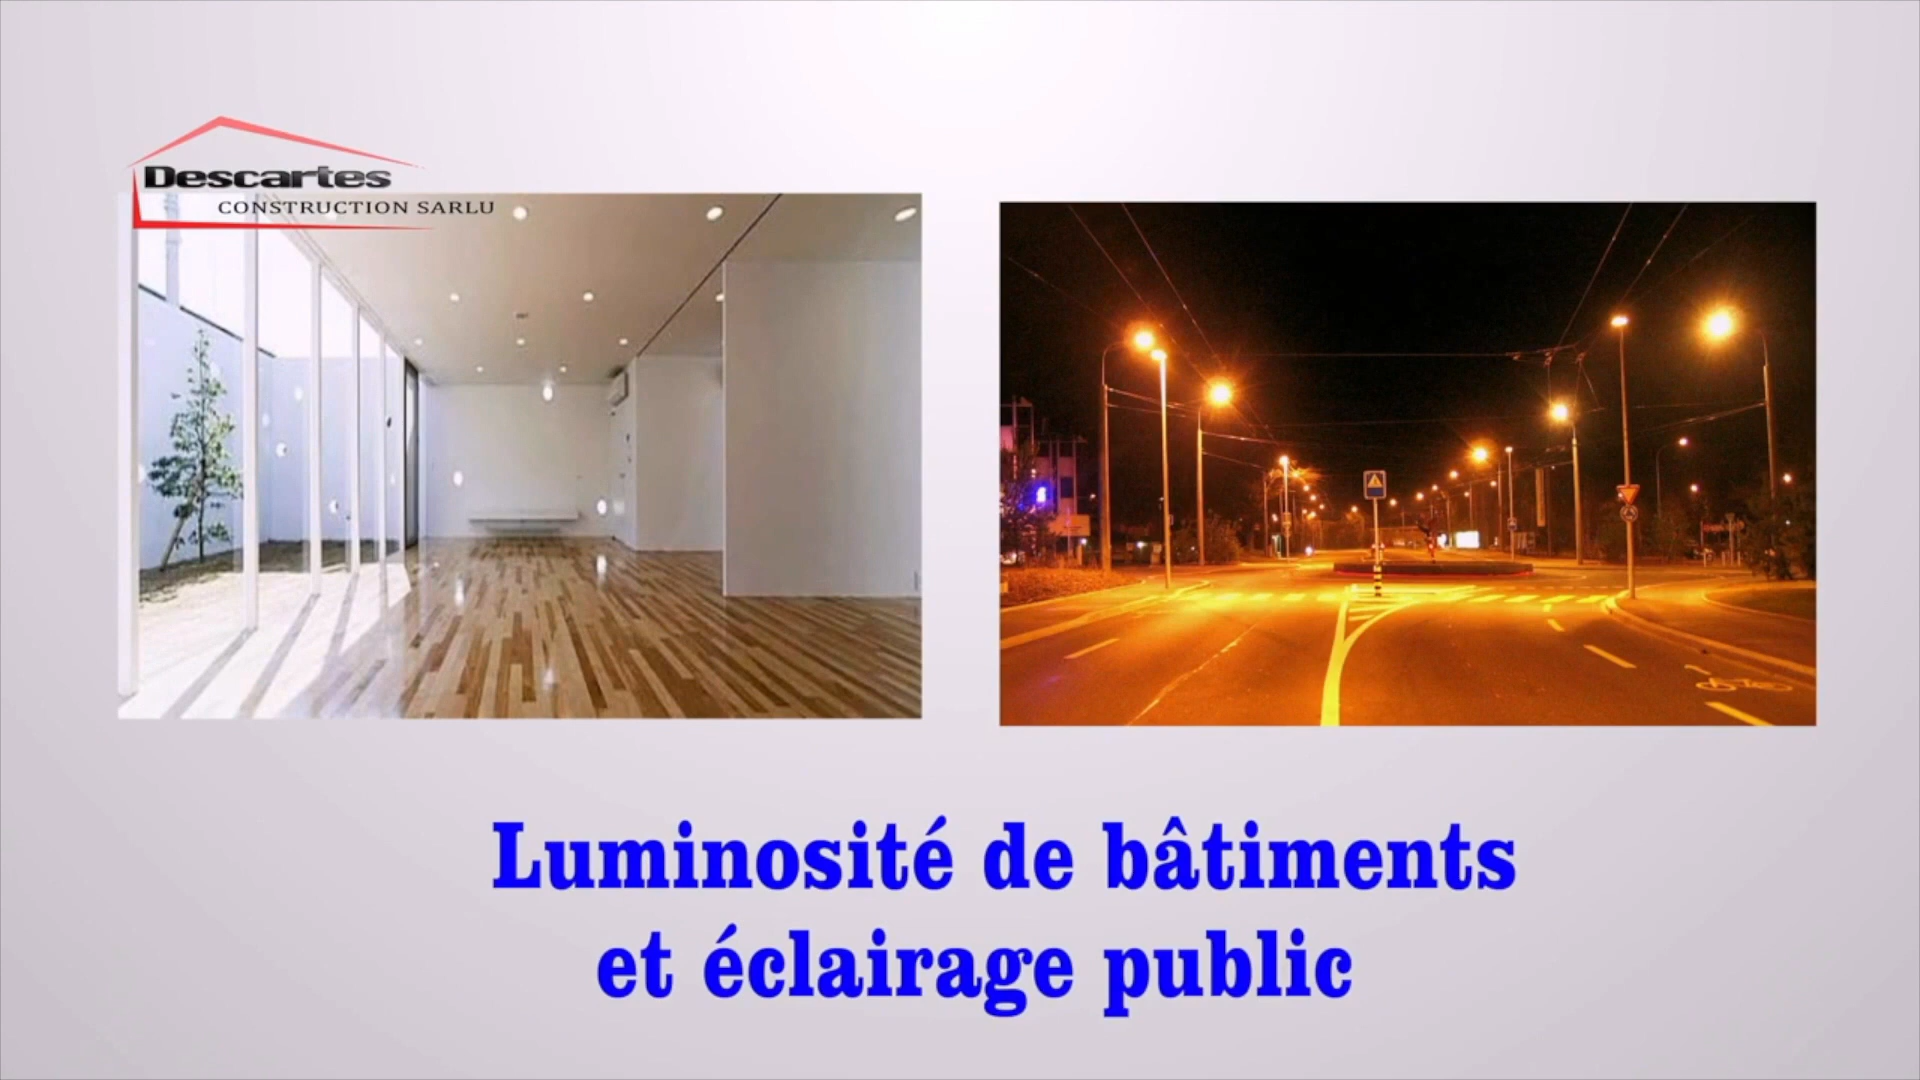 Descartes
CONSTRUCTION SARLU
Luminosité de bâtiments
et éclairage public